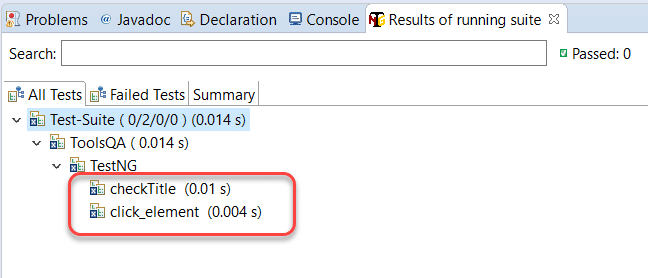 Problems @ Javadoc Declaration Console Results of running suite
Search: Passed: 0
All Tests Failed Tests Summary
Test-Suite ( 0/2/0/0 ) (0.014 s)
ToolsQA ( 0.014 s)
TestNG
checkTitle (0.01 s)
click_element (0.004 s)